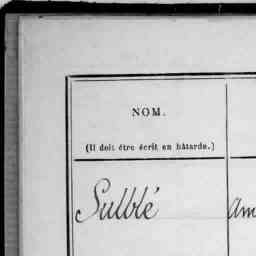 NOM.
(Il doit être écrit en bâtarde.)
Sulblé